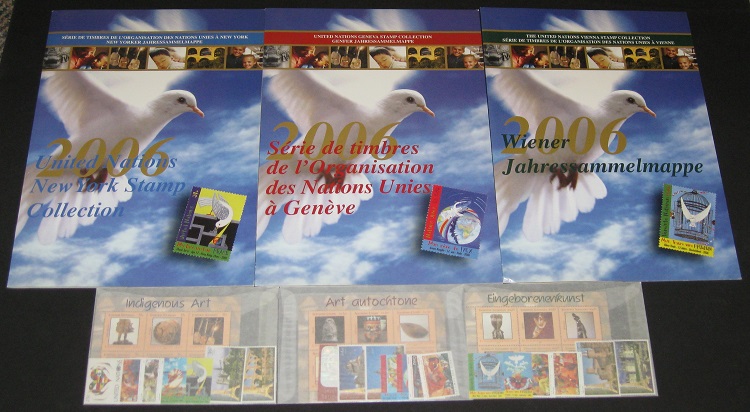 SÉRIE DE TIMBRES DE L'ORGANISATION DES NATIONS UNIES À NEW YORK
NEW YORKER JAHRESSAMMELMAPPE
2006
United Nations
New York Stamp
Collection
UNITED NATIONS GENEVA STAMP COLLECTION
GENFER JAHRESSAMMELMAPPE
2006
Série de timbres
de l'Organisation
des Nations Unies
à Genève
THE UNITED NATIONS VIENNA STAMP COLLECTION
SÉRIE DE TIMBRES DE L'ORGANISATION DES NATIONS UNIES À VIENNE
2006
Wiener
Jahressammelmappe
Indigenous Art
Art autochtone
Eingeborenenkunst